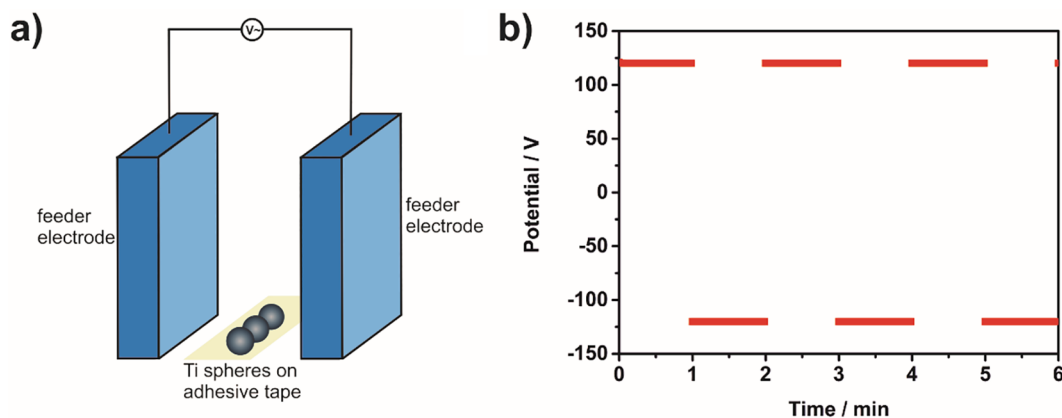 a)
V~
feeder
electrode
feeder
electrode
Ti spheres on
adhesive tape
b)
Potential / V
150
100
50
0
-50
-100
-150
0 1 2 3 4 5 6
Time / min